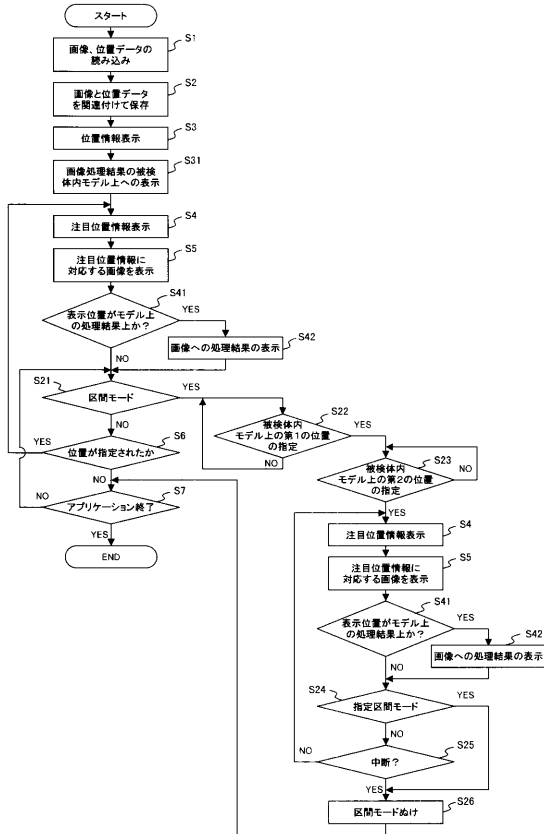 スタート
S1
画像、位置データの
読み込み
S2
画像と位置データ
を関連付けて保存
S3
位置情報表示
S31
画像処理結果の被検
体内モデル上への表示
S4
注目位置情報表示
S5
注目位置情報に
対応する画像を表示
S41
表示位置がモデル上
の処理結果上か？
YES
S42
画像への処理結果の表示
NO
S21
区間モード
YES
NO
S22
被検体内
モデル上の第1の位置
の指定
YES
NO
S6
位置が指定されたか
YES
NO
S23
被検体内
モデル上の第2の位置
の指定
NO
YES
S7
アプリケーション終了
NO
YES
END
S4
注目位置情報表示
S5
注目位置情報に
対応する画像を表示
S41
表示位置がモデル上
の処理結果上か？
YES
S42
画像への処理結果の表示
NO
S24
指定区間モード
YES
NO
S25
中断？
NO
YES
S26
区間モードぬけ